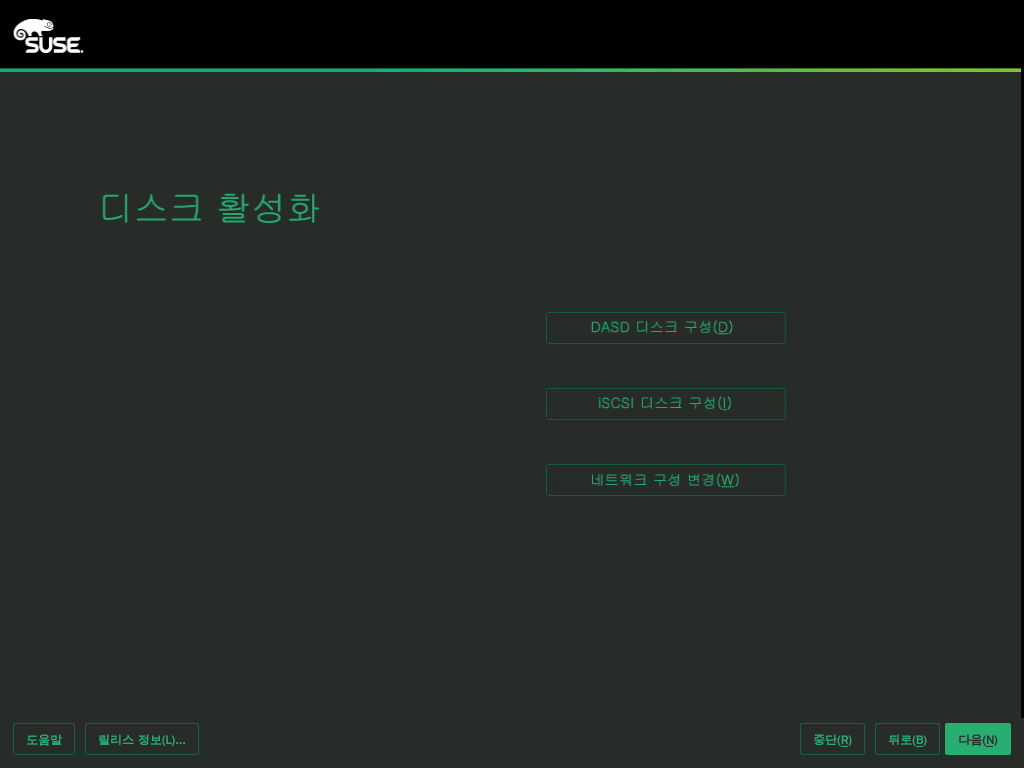 SUSE
디스크 활성화
DASD 디스크 구성(D)
iSCSI 디스크 구성(I)
네트워크 구성 변경(W)
도움말 릴리스 정보(L)... 중단(R) 뒤로(B) 다음(N)